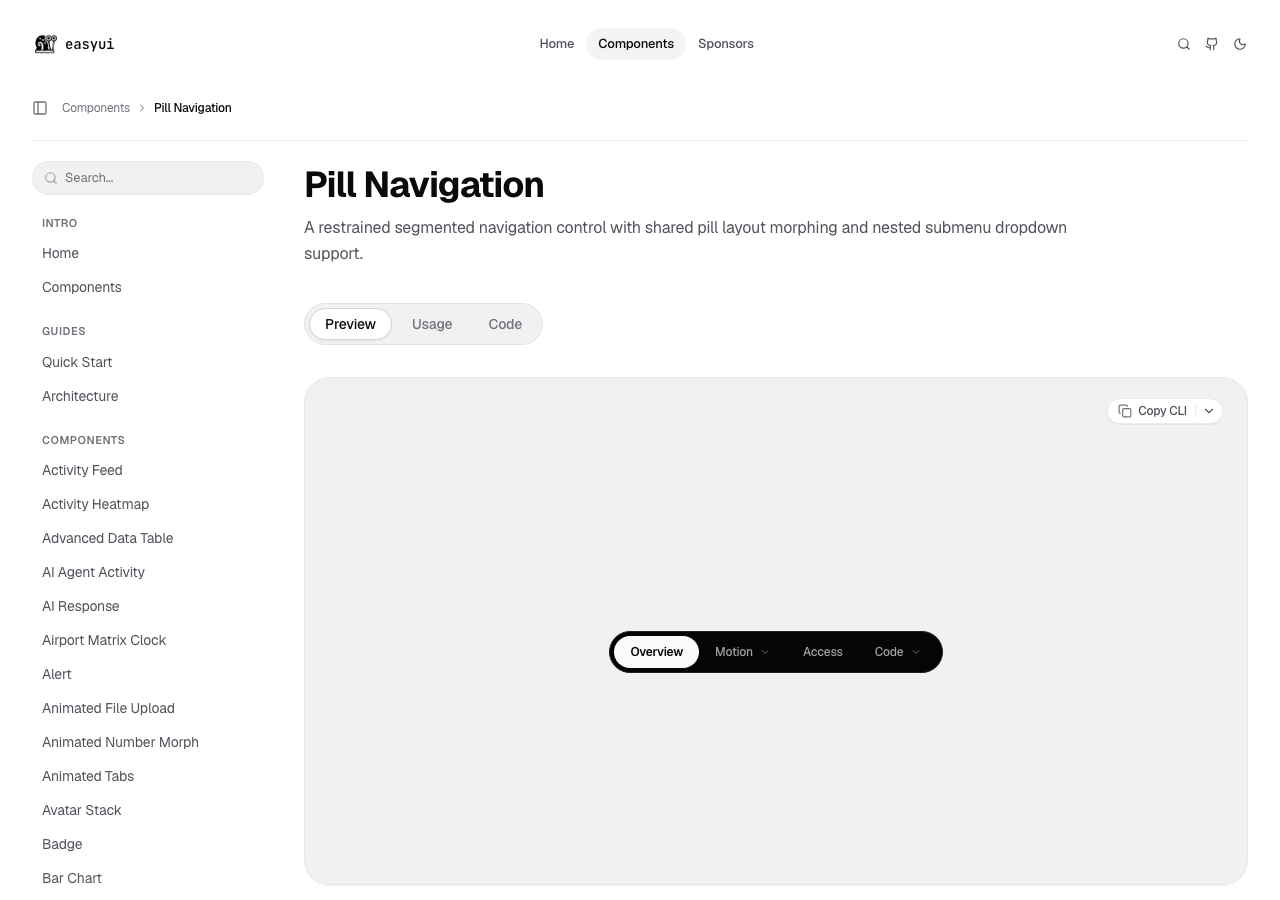 easyui
Home Components Sponsors
Components > Pill Navigation
Search...
INTRO
Home
Components
GUIDES
Quick Start
Architecture
COMPONENTS
Activity Feed
Activity Heatmap
Advanced Data Table
AI Agent Activity
AI Response
Airport Matrix Clock
Alert
Animated File Upload
Animated Number Morph
Animated Tabs
Avatar Stack
Badge
Bar Chart
Pill Navigation
A restrained segmented navigation control with shared pill layout morphing and nested submenu dropdown
support.
Preview Usage Code
Copy CLI
Overview Motion Access Code